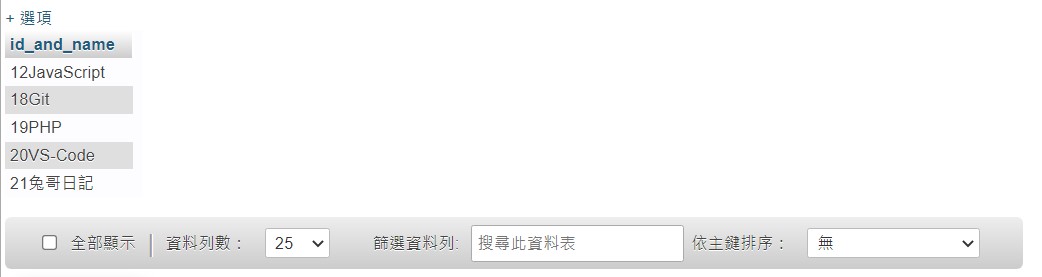 + 選項
id_and_name
12JavaScript
18Git
19PHP
20VS-Code
21兔哥日記
全部顯示 資料列數： 25 篩選資料列: 搜尋此資料表 依主鍵排序： 無